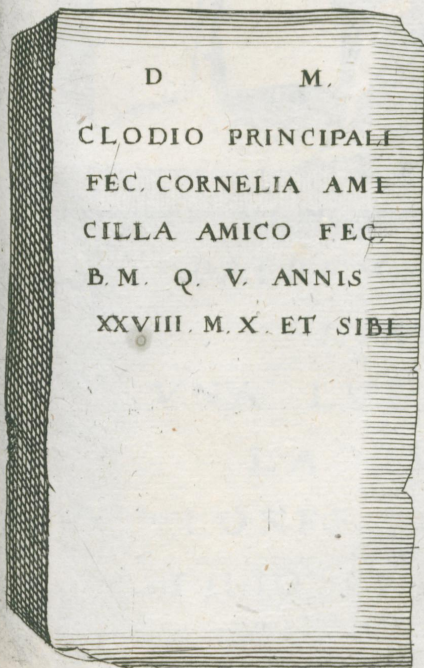 D M.
CLODIO PRINCIPALI
FEC. CORNELIA AMI
CILLA AMICO FEC.
B. M. Q. V. ANNIS
XXVIII. M. X. ET SIBI.